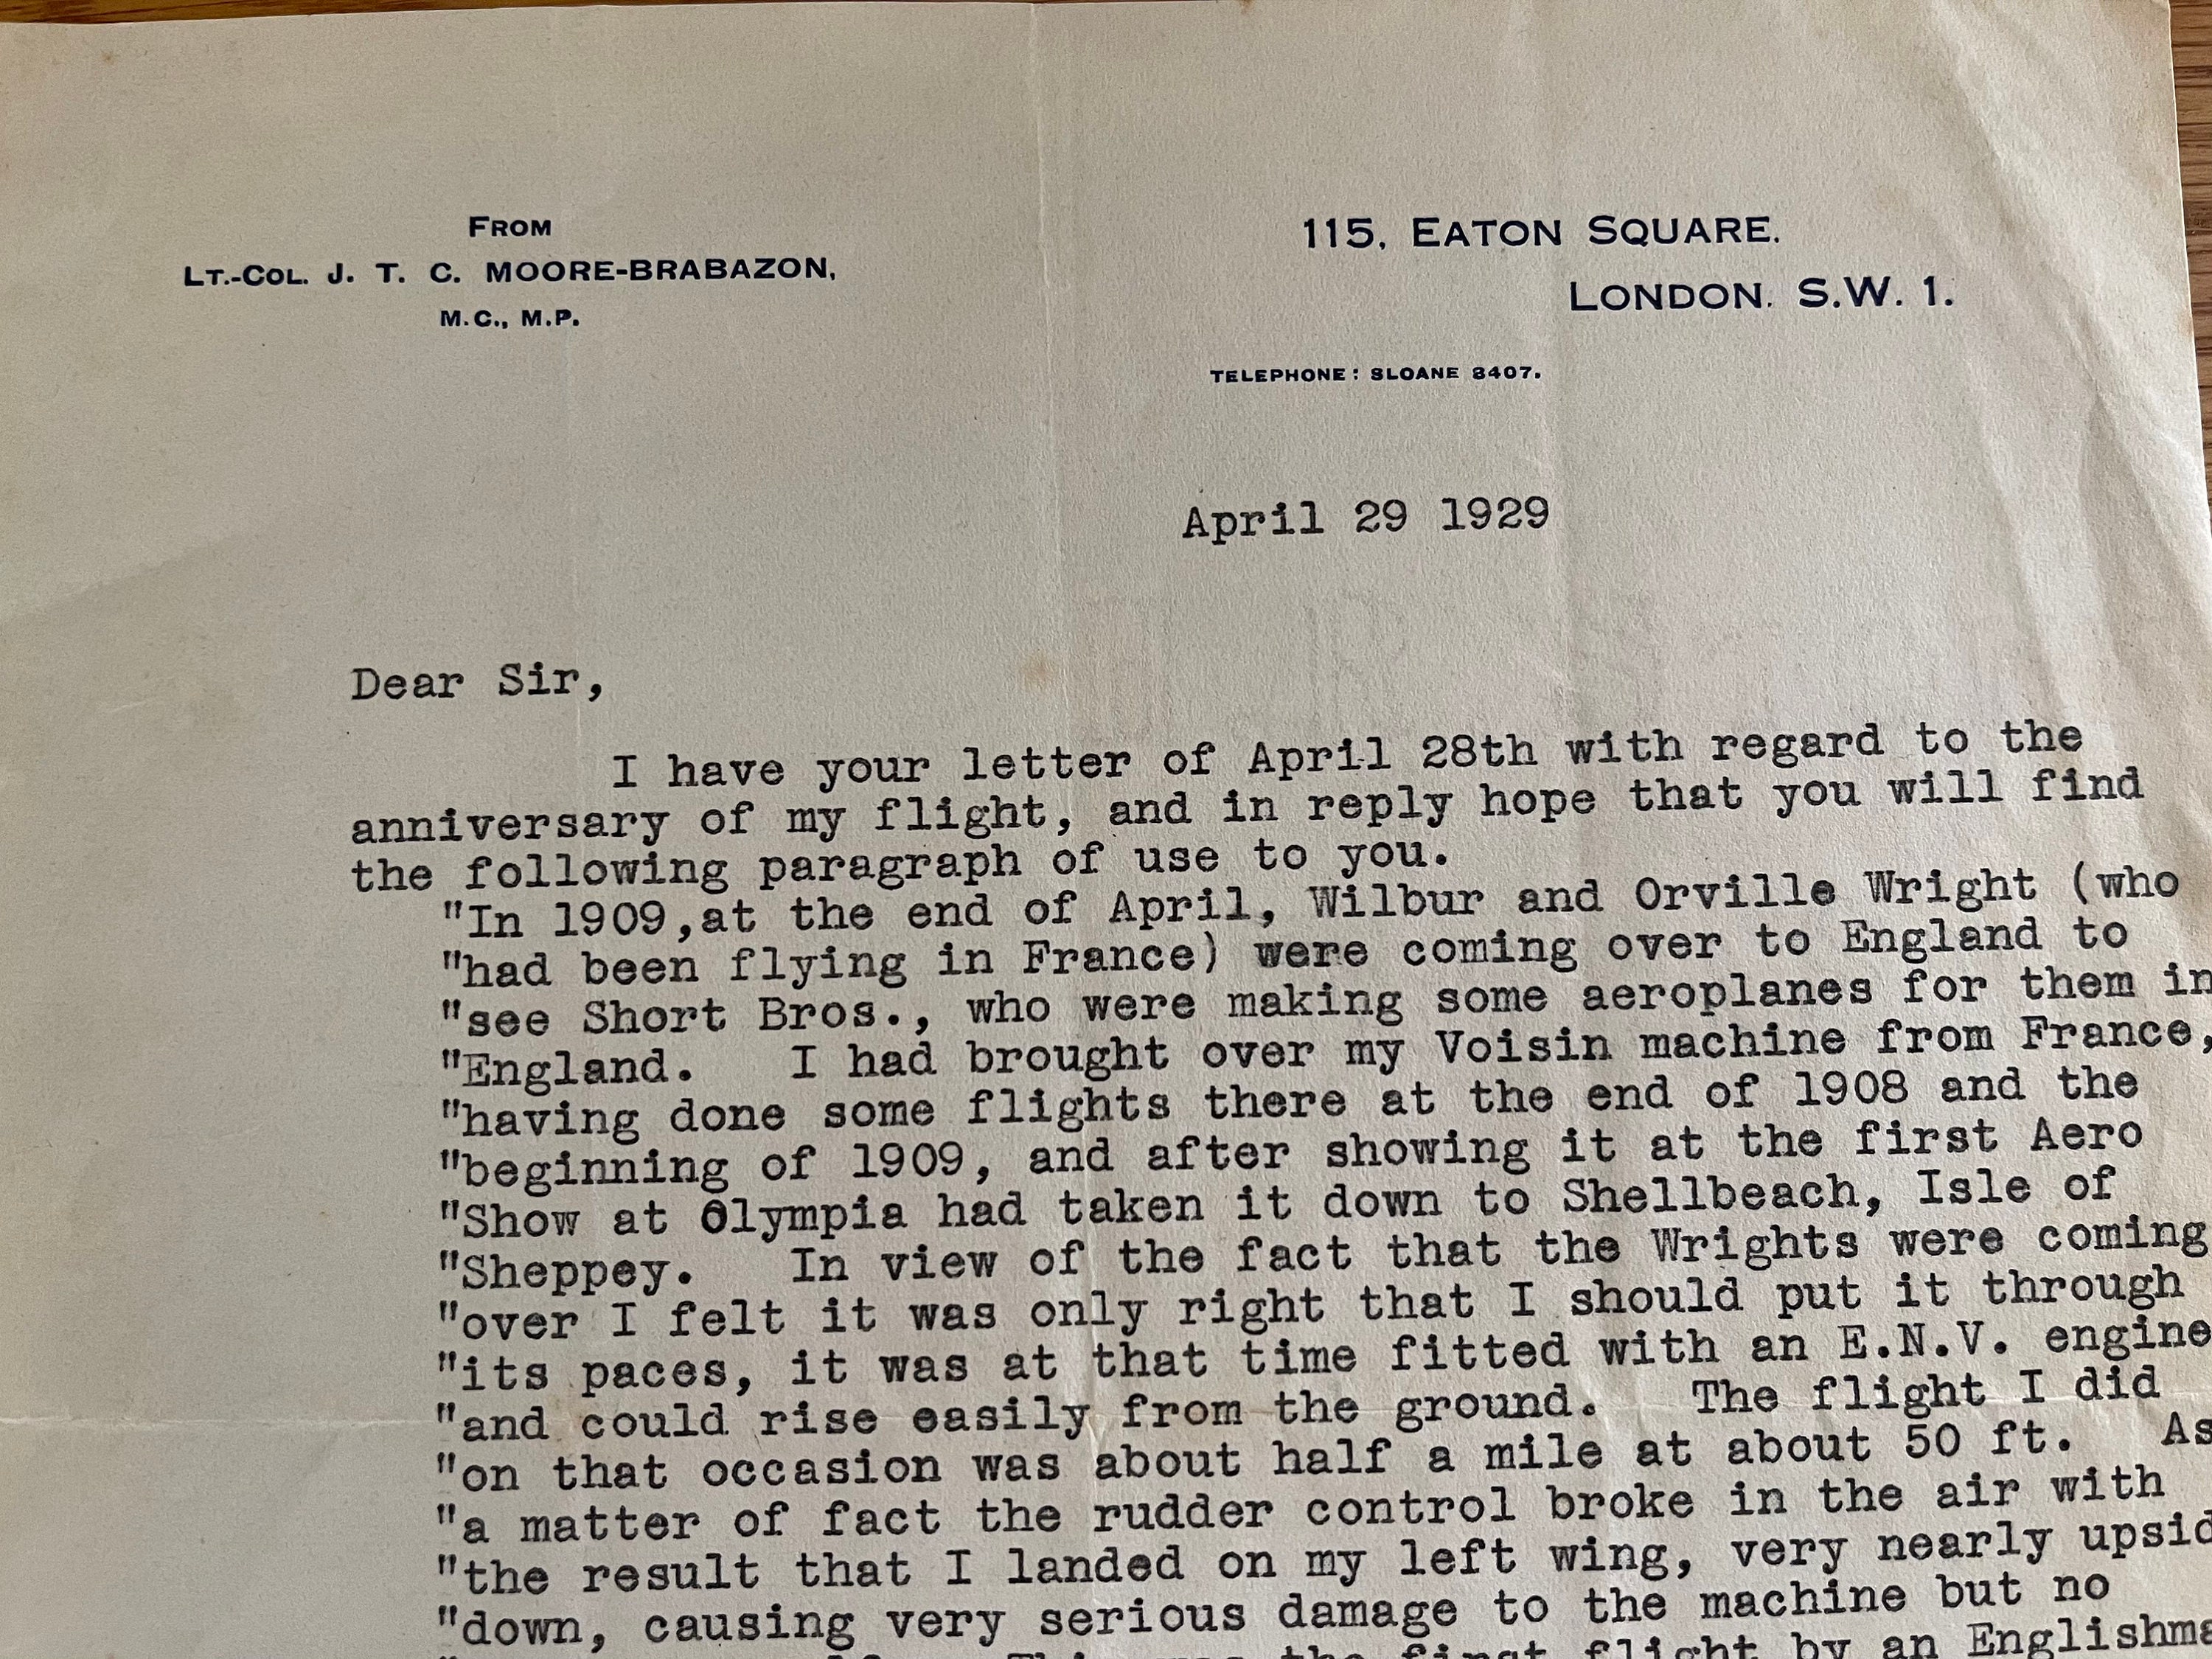 FROM
LT.-COL. J. T. C. MOORE-BRABAZON,
M.C., M.P.
115, EATON SQUARE.
LONDON. S.W. 1.
TELEPHONE: SLOANE 8407.
April 29 1929
Dear Sir,
I have your letter of April 28th with regard to the
anniversary of my flight, and in reply hope that you will find
the following paragraph of use to you.
"In 1909,at the end of April, Wilbur and Orville Wright (who
"had been flying in France) were coming over to England to
"see Short Bros., who were making some aeroplanes for them in
"England. I had brought over my Voisin machine from France,
"having done some flights there at the end of 1908 and the
"beginning of 1909, and after showing it at the first Aero
"Show at Olympia had taken it down to Shellbeach, Isle of
"Sheppey. In view of the fact that the Wrights were coming
"over I felt it was only right that I should put it through
"its paces, it was at that time fitted with an E.N.V. engine
"and could rise easily from the ground. The flight I did
"on that occasion was about half a mile at about 50 ft. As
"a matter of fact the rudder control broke in the air with
"the result that I landed on my left wing, very nearly
"down, causing very serious damage to the machine but no
the first flight by an